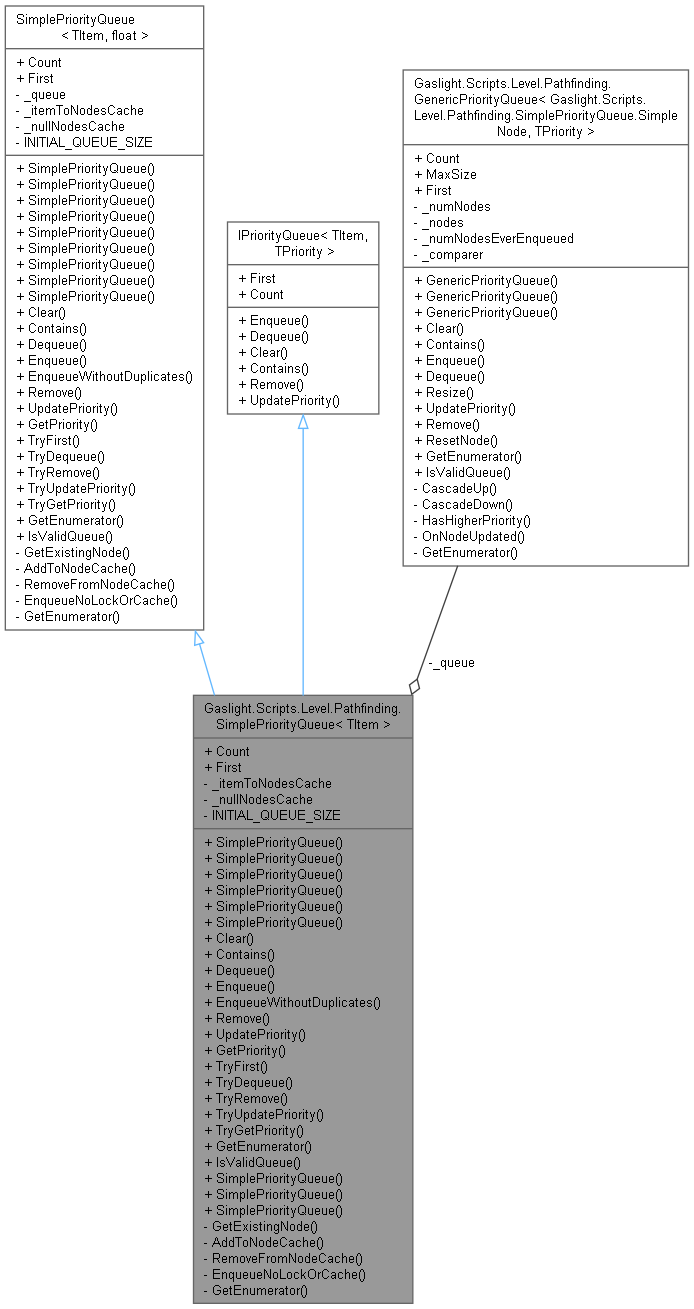 SimplePriorityQueue
< TItem, float >
+ Count
+ First
- _queue
- _itemToNodesCache
- _nullNodesCache
- INITIAL_QUEUE_SIZE
+ SimplePriorityQueue()
+ SimplePriorityQueue()
+ SimplePriorityQueue()
+ SimplePriorityQueue()
+ SimplePriorityQueue()
+ SimplePriorityQueue()
+ SimplePriorityQueue()
+ SimplePriorityQueue()
+ SimplePriorityQueue()
+ Clear()
+ Contains()
+ Dequeue()
+ Enqueue()
+ EnqueueWithoutDuplicates()
+ Remove()
+ UpdatePriority()
+ GetPriority()
+ TryFirst()
+ TryDequeue()
+ TryRemove()
+ TryUpdatePriority()
+ TryGetPriority()
+ GetEnumerator()
+ IsValidQueue()
- GetExistingNode()
- AddToNodeCache()
- RemoveFromNodeCache()
- EnqueueNoLockOrCache()
- GetEnumerator()
IPriorityQueue< TItem,
TPriority >
+ First
+ Count
+ Enqueue()
+ Dequeue()
+ Clear()
+ Contains()
+ Remove()
+ UpdatePriority()
Gaslight.Scripts.Level.Pathfinding.
GenericPriorityQueue< Gaslight.Scripts.
Level.Pathfinding.SimplePriorityQueue.Simple
Node, TPriority >
+ Count
+ MaxSize
+ First
- _numNodes
- _nodes
- _numNodesEverEnqueued
- _comparer
+ GenericPriorityQueue()
+ GenericPriorityQueue()
+ GenericPriorityQueue()
+ Clear()
+ Contains()
+ Enqueue()
+ Dequeue()
+ Resize()
+ UpdatePriority()
+ Remove()
+ ResetNode()
+ GetEnumerator()
+ IsValidQueue()
- CascadeUp()
- CascadeDown()
- HasHigherPriority()
- OnNodeUpdated()
- GetEnumerator()
-_queue
Gaslight.Scripts.Level.Pathfinding.
SimplePriorityQueue< TItem >
+ Count
+ First
- _itemToNodesCache
- _nullNodesCache
- INITIAL_QUEUE_SIZE
+ SimplePriorityQueue()
+ SimplePriorityQueue()
+ SimplePriorityQueue()
+ SimplePriorityQueue()
+ SimplePriorityQueue()
+ SimplePriorityQueue()
+ Clear()
+ Contains()
+ Dequeue()
+ Enqueue()
+ EnqueueWithoutDuplicates()
+ Remove()
+ UpdatePriority()
+ GetPriority()
+ TryFirst()
+ TryDequeue()
+ TryRemove()
+ TryUpdatePriority()
+ TryGetPriority()
+ GetEnumerator()
+ IsValidQueue()
+ SimplePriorityQueue()
+ SimplePriorityQueue()
+ SimplePriorityQueue()
- GetExistingNode()
- AddToNodeCache()
- RemoveFromNodeCache()
- EnqueueNoLockOrCache()
- GetEnumerator()